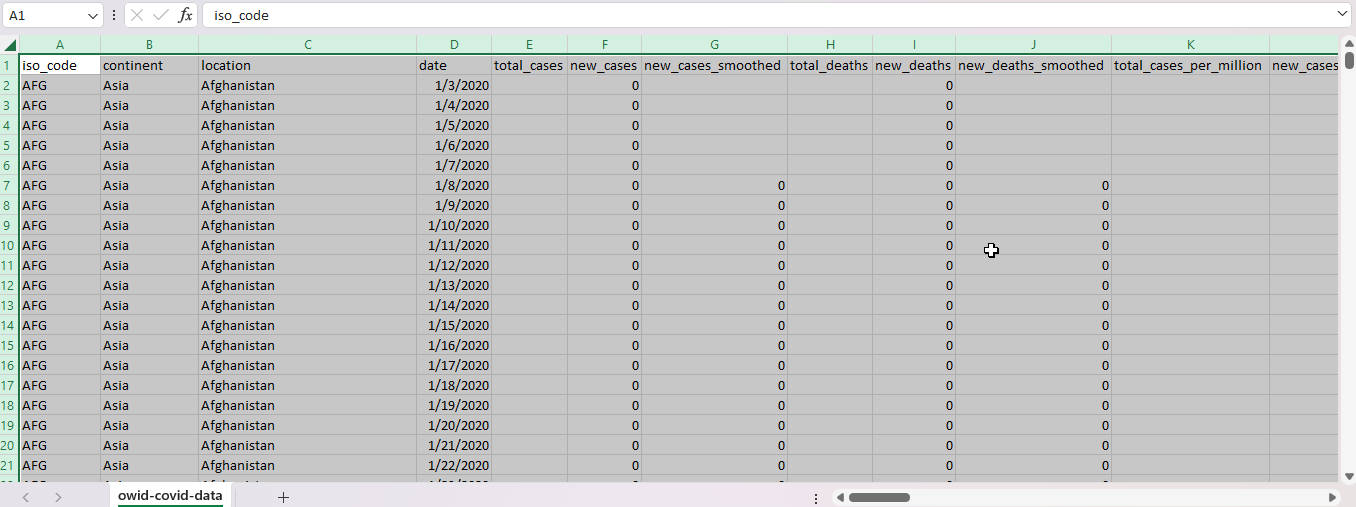 A1 fx iso_code
A B C D E F G H I J K
1 iso_code continent location date total_cases new_cases new_cases_smoothed total_deaths new_deaths new_deaths_smoothed total_cases_per_million new_cases
2 AFG Asia Afghanistan 1/3/2020 0 0
3 AFG Asia Afghanistan 1/4/2020 0 0
4 AFG Asia Afghanistan 1/5/2020 0 0
5 AFG Asia Afghanistan 1/6/2020 0 0
6 AFG Asia Afghanistan 1/7/2020 0 0
7 AFG Asia Afghanistan 1/8/2020 0 0 0 0
8 AFG Asia Afghanistan 1/9/2020 0 0 0 0
9 AFG Asia Afghanistan 1/10/2020 0 0 0 0
10 AFG Asia Afghanistan 1/11/2020 0 0 0 0
11 AFG Asia Afghanistan 1/12/2020 0 0 0 0
12 AFG Asia Afghanistan 1/13/2020 0 0 0 0
13 AFG Asia Afghanistan 1/14/2020 0 0 0 0
14 AFG Asia Afghanistan 1/15/2020 0 0 0 0
15 AFG Asia Afghanistan 1/16/2020 0 0 0 0
16 AFG Asia Afghanistan 1/17/2020 0 0 0 0
17 AFG Asia Afghanistan 1/18/2020 0 0 0 0
18 AFG Asia Afghanistan 1/19/2020 0 0 0 0
19 AFG Asia Afghanistan 1/20/2020 0 0 0 0
20 AFG Asia Afghanistan 1/21/2020 0 0 0 0
21 AFG Asia Afghanistan 1/22/2020 0 0 0 0
owid-covid-data